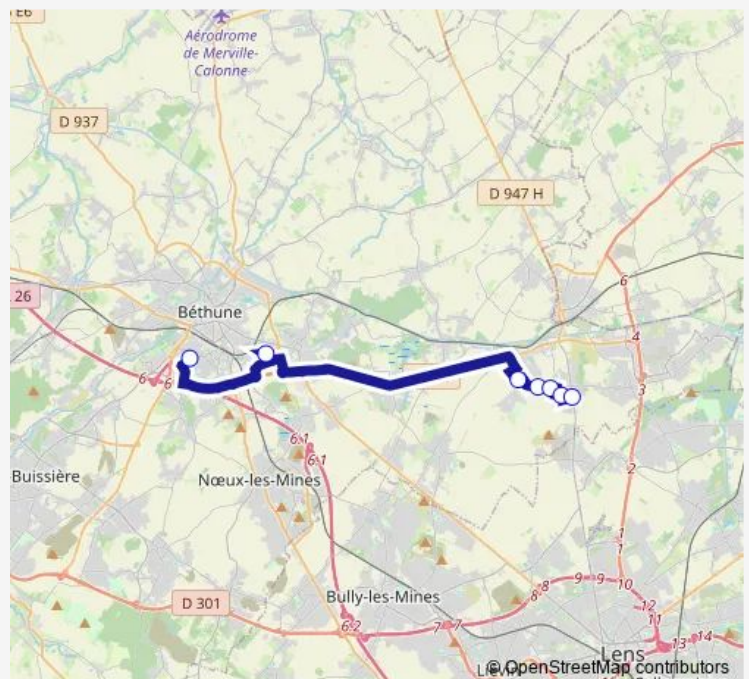 E6
Aérodrome
de Merville-
Calonne
D 937
D 947 H
26
Béthune
6
4
6
6
3
6.1
6.1
Buissière
Nœux-les-Mines
2
1
1
8
8
9
9
10
D 301
Bully-les-Mines
12
11
6.2
7
7
Lens
13
14
Liévin
© OpenStreetMap contributors